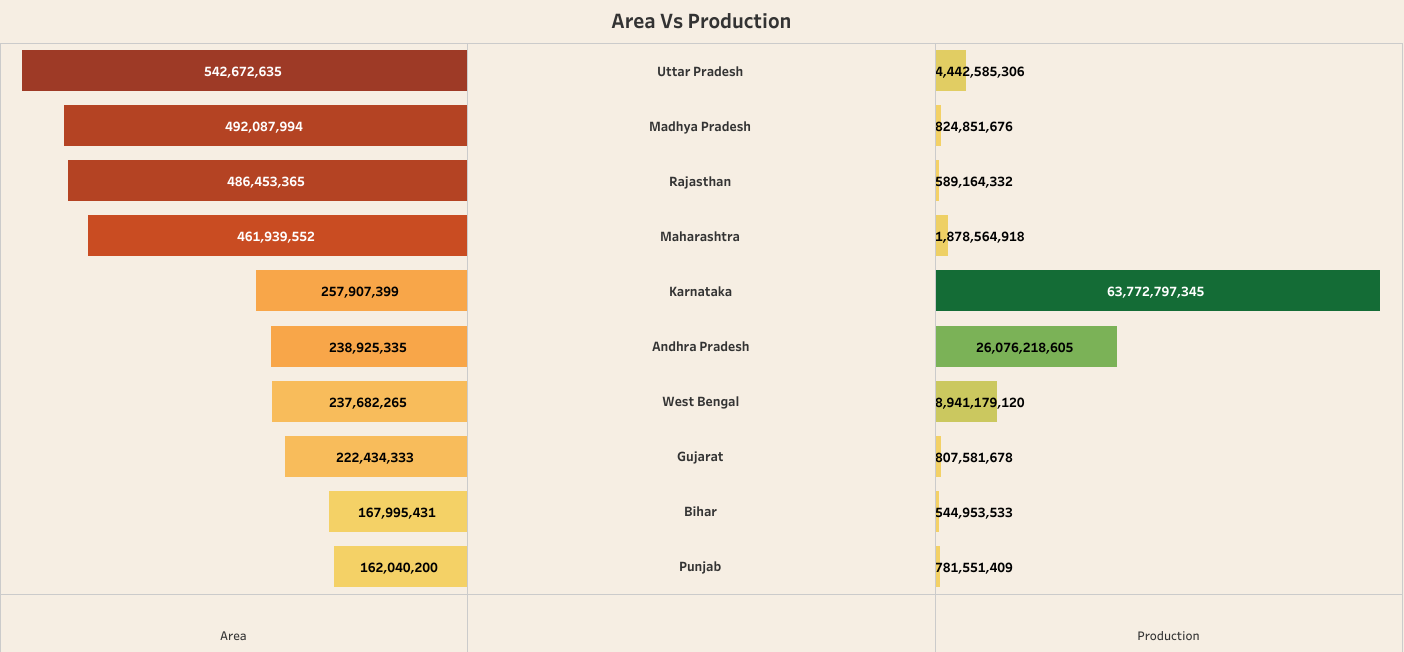 Area Vs Production
542,672,635 Uttar Pradesh 4,442,585,306
492,087,994 Madhya Pradesh 824,851,676
486,453,365 Rajasthan 589,164,332
461,939,552 Maharashtra 1,878,564,918
257,907,399 Karnataka 63,772,797,345
238,925,335 Andhra Pradesh 26,076,218,605
237,682,265 West Bengal 8,941,179,120
222,434,333 Gujarat 807,581,678
167,995,431 Bihar 544,953,533
162,040,200 Punjab 781,551,409
Area Production